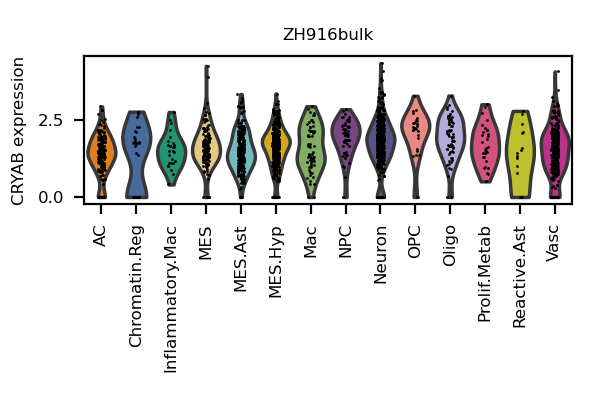 ZH916bulk
CRYAB expression
2.5
0.0
AC
Chromatin.Reg
Inflammatory.Mac
MES
MES.Ast
MES.Hyp
Mac
NPC
Neuron
OPC
Oligo
Prolif.Metab
Reactive.Ast
Vasc